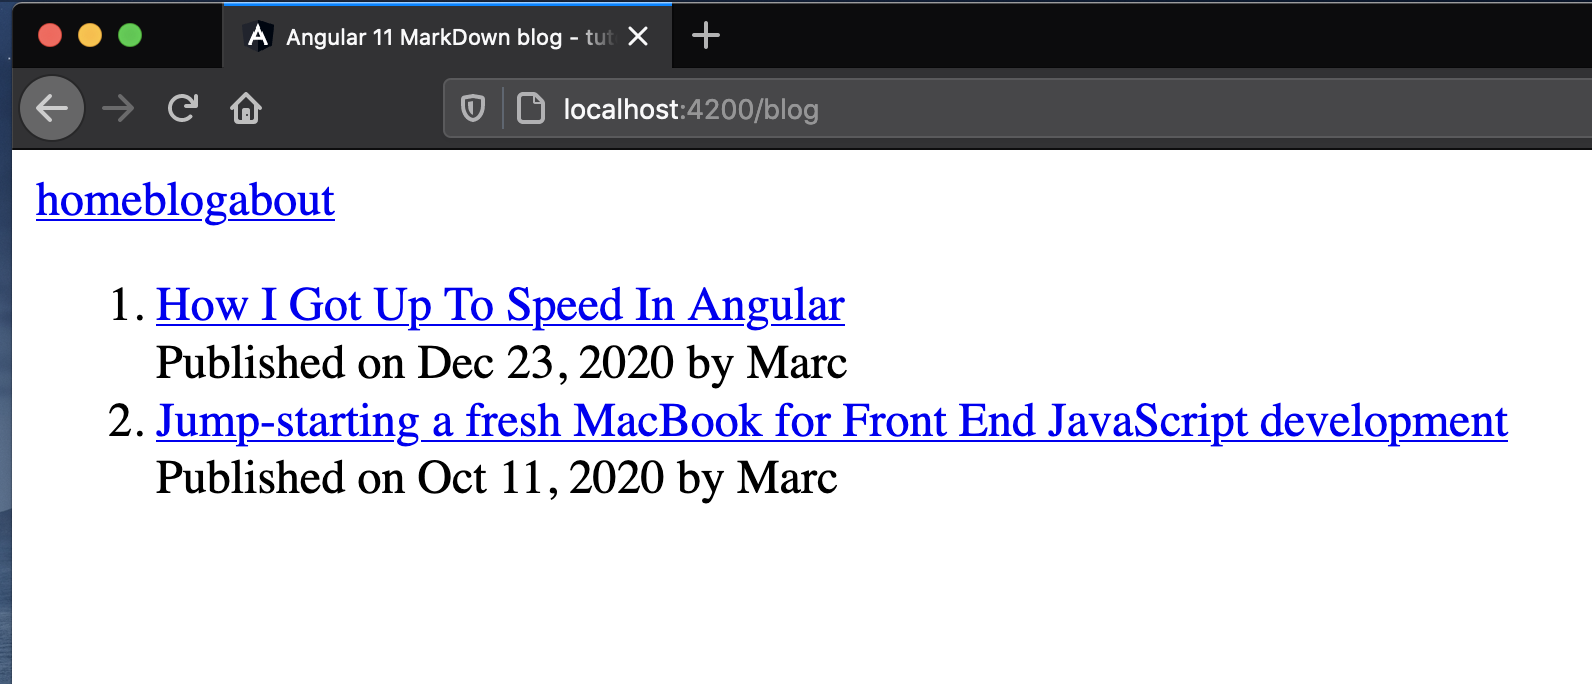 Angular 11 MarkDown blog - tut
localhost:4200/blog
homeblogabout
1. How I Got Up To Speed In Angular
Published on Dec 23, 2020 by Marc
2. Jump-starting a fresh MacBook for Front End JavaScript development
Published on Oct 11, 2020 by Marc